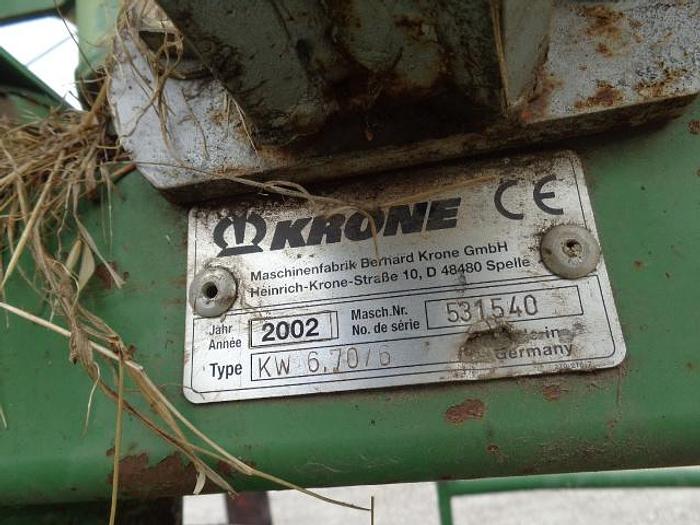 KRONE CE
Maschinenfabrik Bernard Krone GmbH
Heinrich-Krone-Straße 10, D 48480 Spelle
Jahr
Année
2002
Masch.Nr.
No. de série
531540
Type
KW 6.70/6
Germany